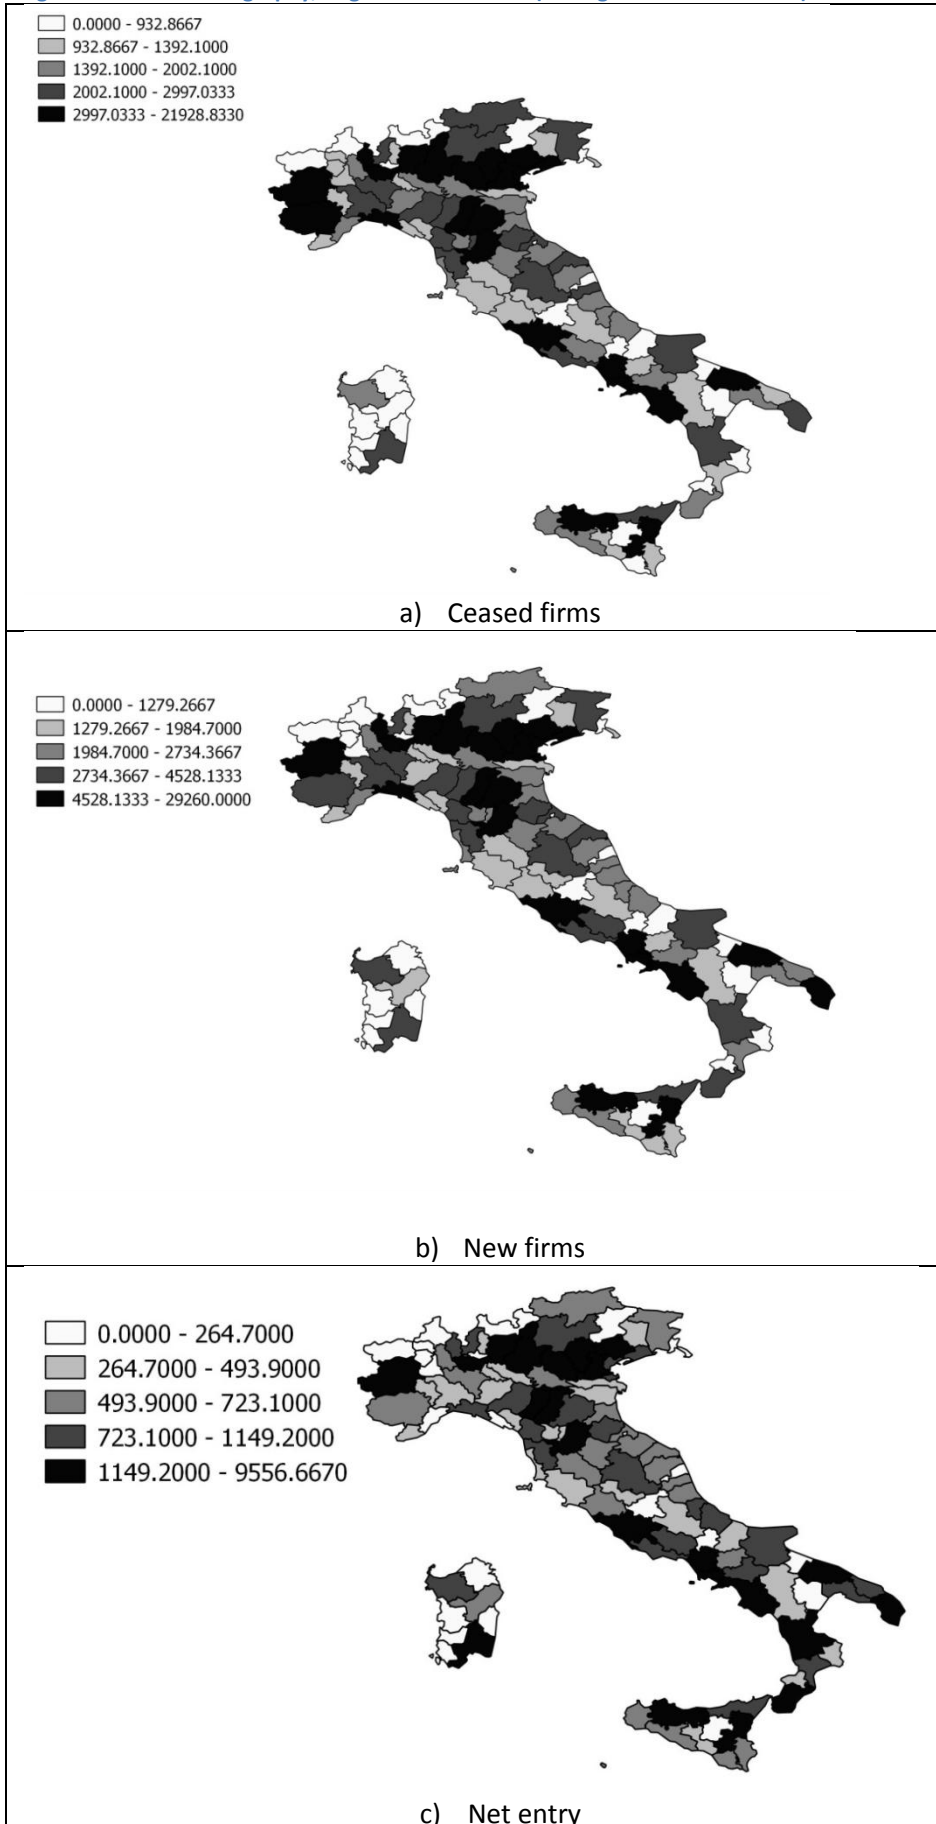 0.0000 - 932.8667
932.8667 - 1392.1000
1392.1000 - 2002.1000
2002.1000 - 2997.0333
2997.0333 - 21928.8330
a) Ceased firms
0.0000 - 1279.2667
1279.2667 - 1984.7000
1984.7000 - 2734.3667
2734.3667 - 4528.1333
4528.1333 - 29260.0000
b) New firms
0.0000 - 264.7000
264.7000 - 493.9000
493.9000 - 723.1000
723.1000 - 1149.2000
1149.2000 - 9556.6670
c) Net entry